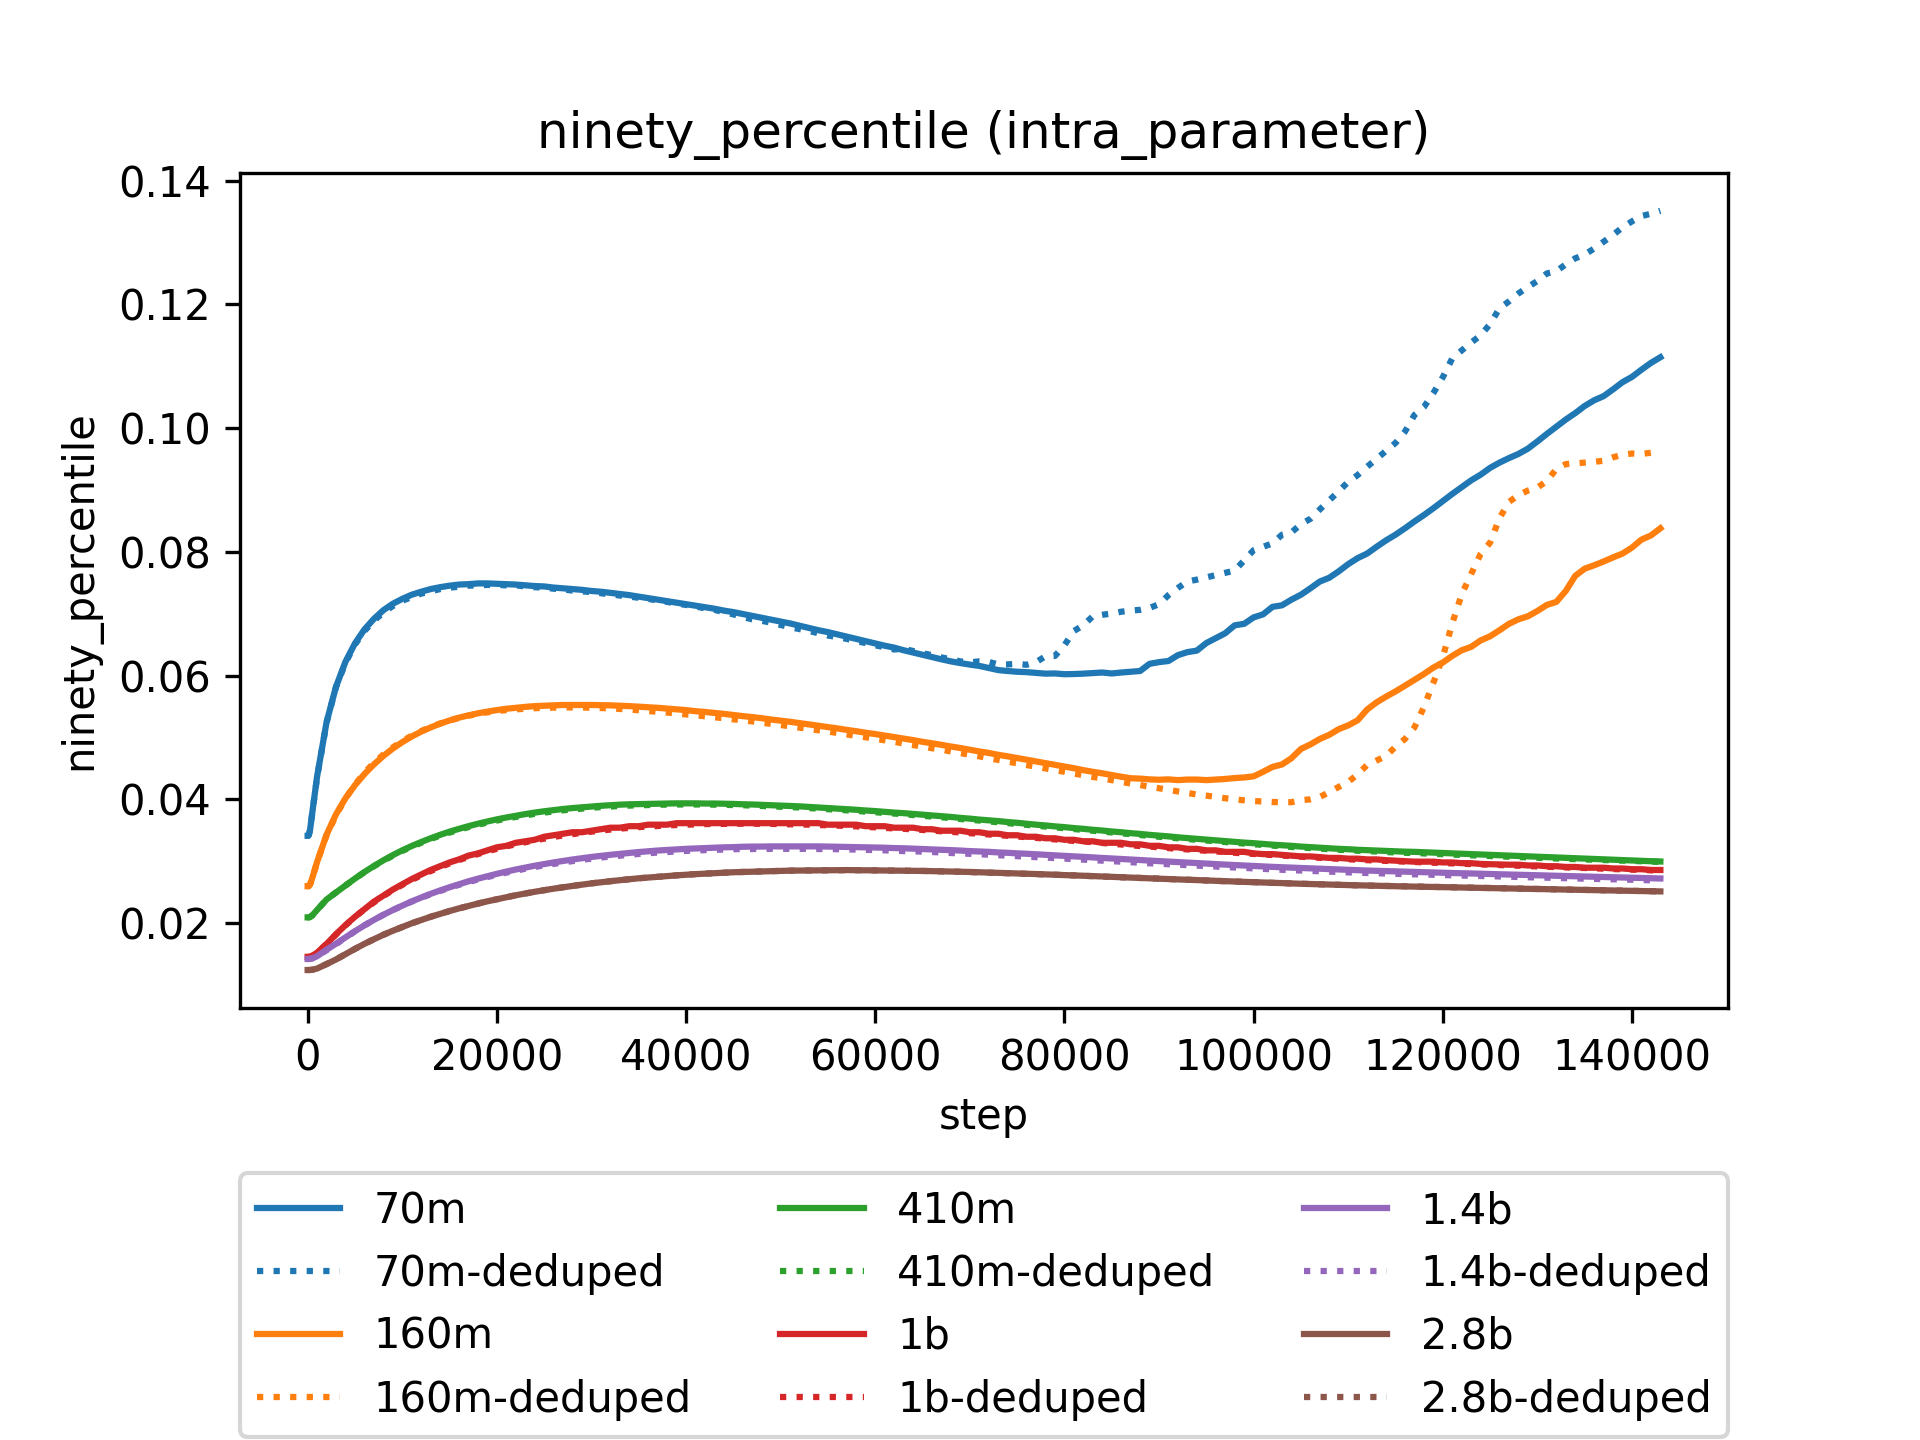 ninety_percentile (intra_parameter)
0.14
0.12
0.10
0.08
0.06
0.04
0.02
ninety_percentile
0 20000 40000 60000 80000 100000 120000 140000
step
70m 410m 1.4b
70m-deduped 410m-deduped 1.4b-deduped
160m 1b 2.8b
160m-deduped 1b-deduped 2.8b-deduped